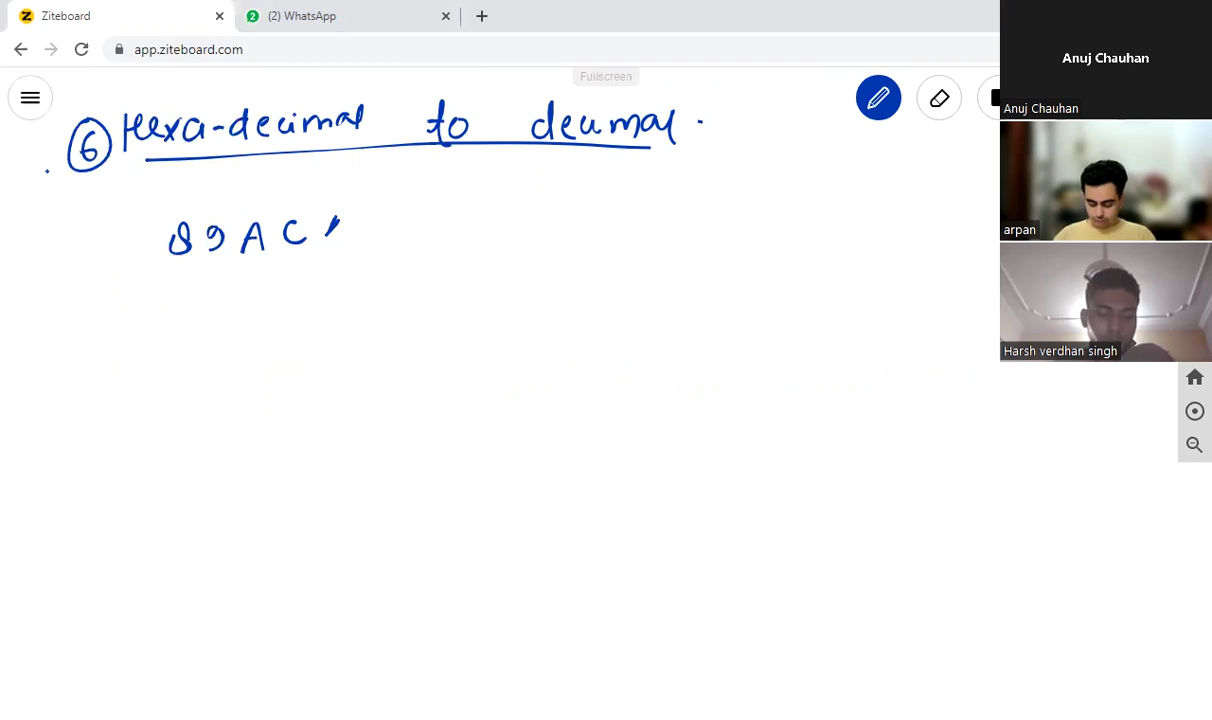 Ziteboard
(2) WhatsApp
app.ziteboard.com
Fullscreen
⑥ Hexa-decimal to decimal.
89AC
Anuj Chauhan
Anuj Chauhan
arpan
Harsh verdhan singh